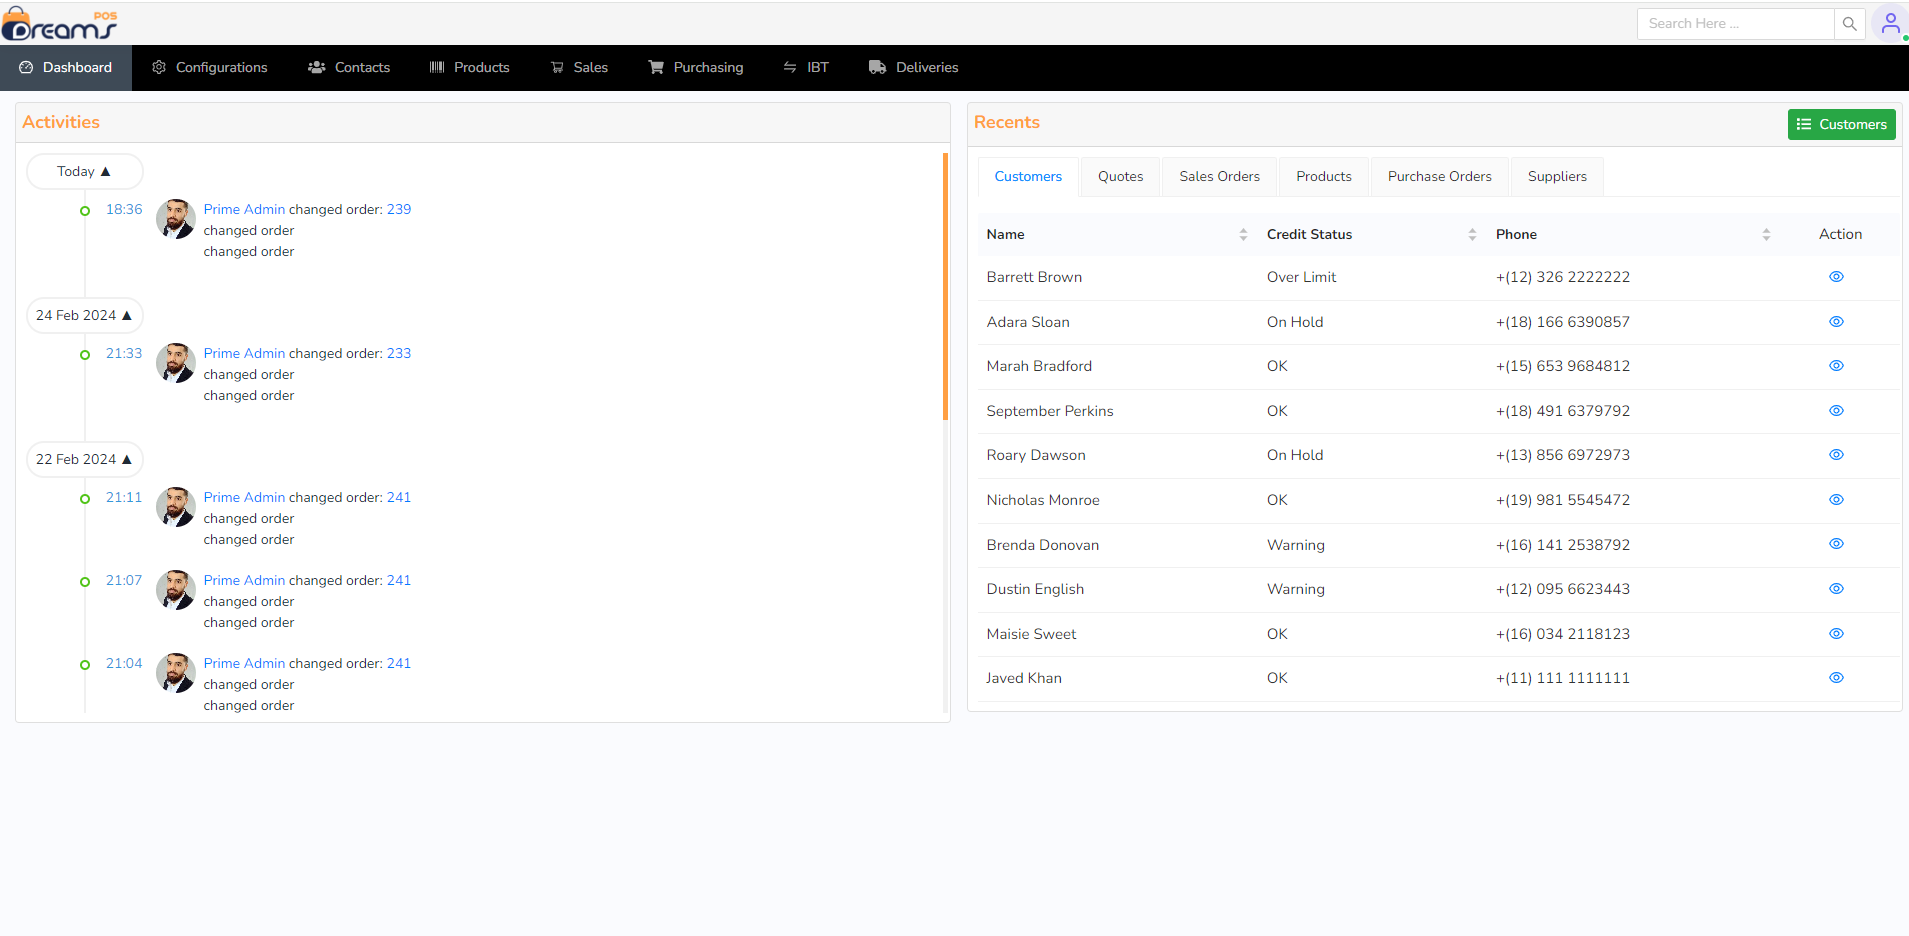 POS
Dreams
Search Here ...
Dashboard Configurations Contacts Products Sales Purchasing IBT Deliveries
Activities
Today ▲
18:36 Prime Admin changed order: 239
changed order
changed order
24 Feb 2024 ▲
21:33 Prime Admin changed order: 233
changed order
changed order
22 Feb 2024 ▲
21:11 Prime Admin changed order: 241
changed order
changed order
21:07 Prime Admin changed order: 241
changed order
changed order
21:04 Prime Admin changed order: 241
changed order
changed order
Recents
Customers
Customers Quotes Sales Orders Products Purchase Orders Suppliers
Name Credit Status Phone Action
Barrett Brown Over Limit +(12) 326 2222222
Adara Sloan On Hold +(18) 166 6390857
Marah Bradford OK +(15) 653 9684812
September Perkins OK +(18) 491 6379792
Roary Dawson On Hold +(13) 856 6972973
Nicholas Monroe OK +(19) 981 5545472
Brenda Donovan Warning +(16) 141 2538792
Dustin English Warning +(12) 095 6623443
Maisie Sweet OK +(16) 034 2118123
Javed Khan OK +(11) 111 1111111